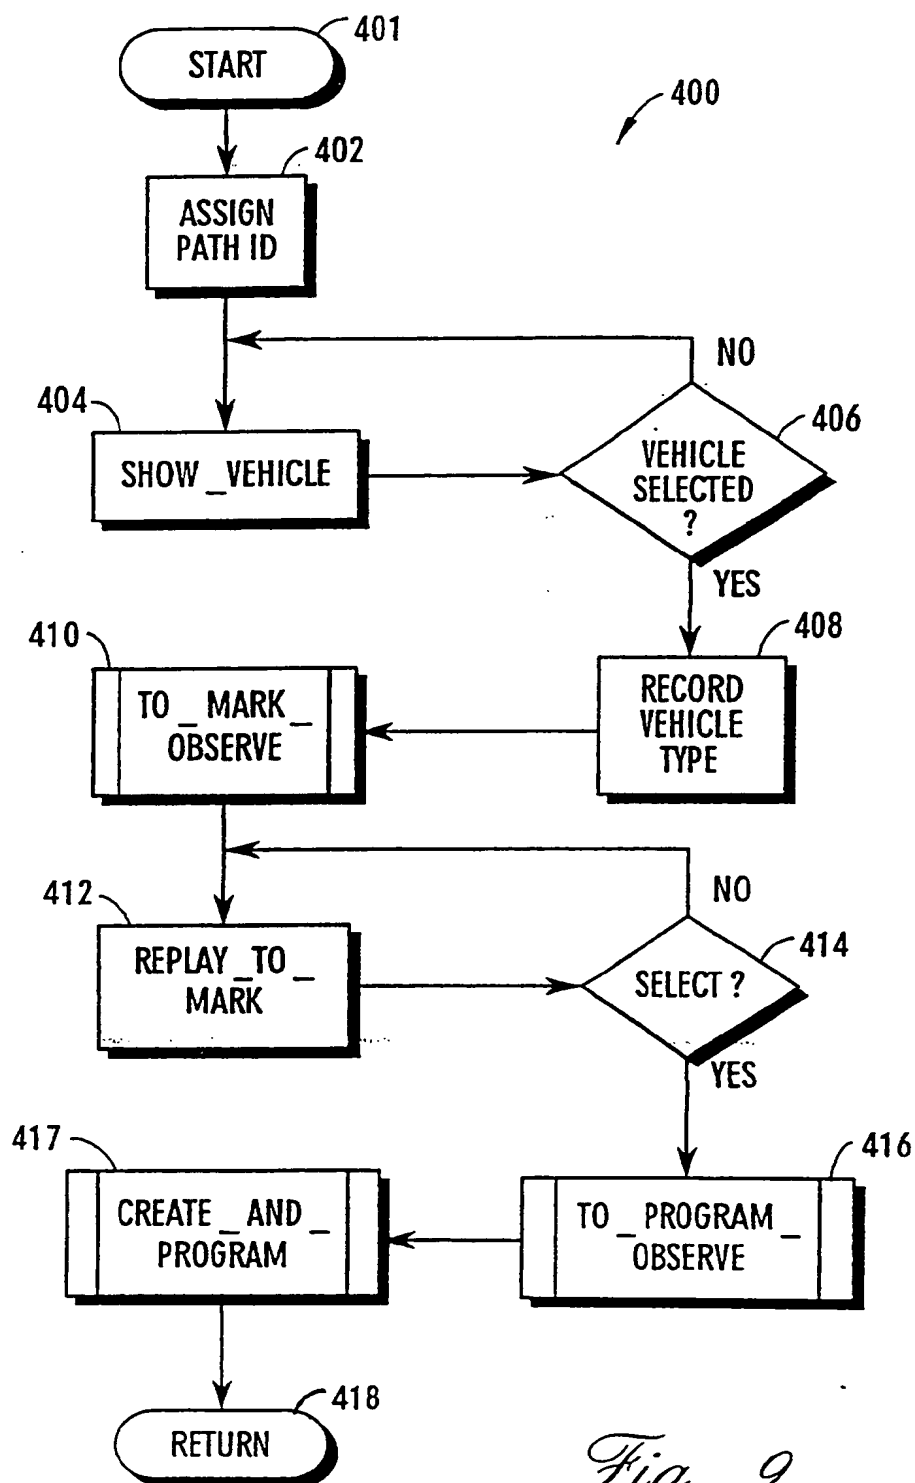 401
START
400
402
ASSIGN
PATH ID
NO
404
406
SHOW_VEHICLE
VEHICLE
SELECTED
?
YES
410
408
TO_MARK_
OBSERVE
RECORD
VEHICLE
TYPE
NO
412
414
REPLAY_TO_
MARK
SELECT ?
YES
417
416
CREATE_AND_
PROGRAM
TO_PROGRAM_
OBSERVE
418
RETURN
Fig. 9